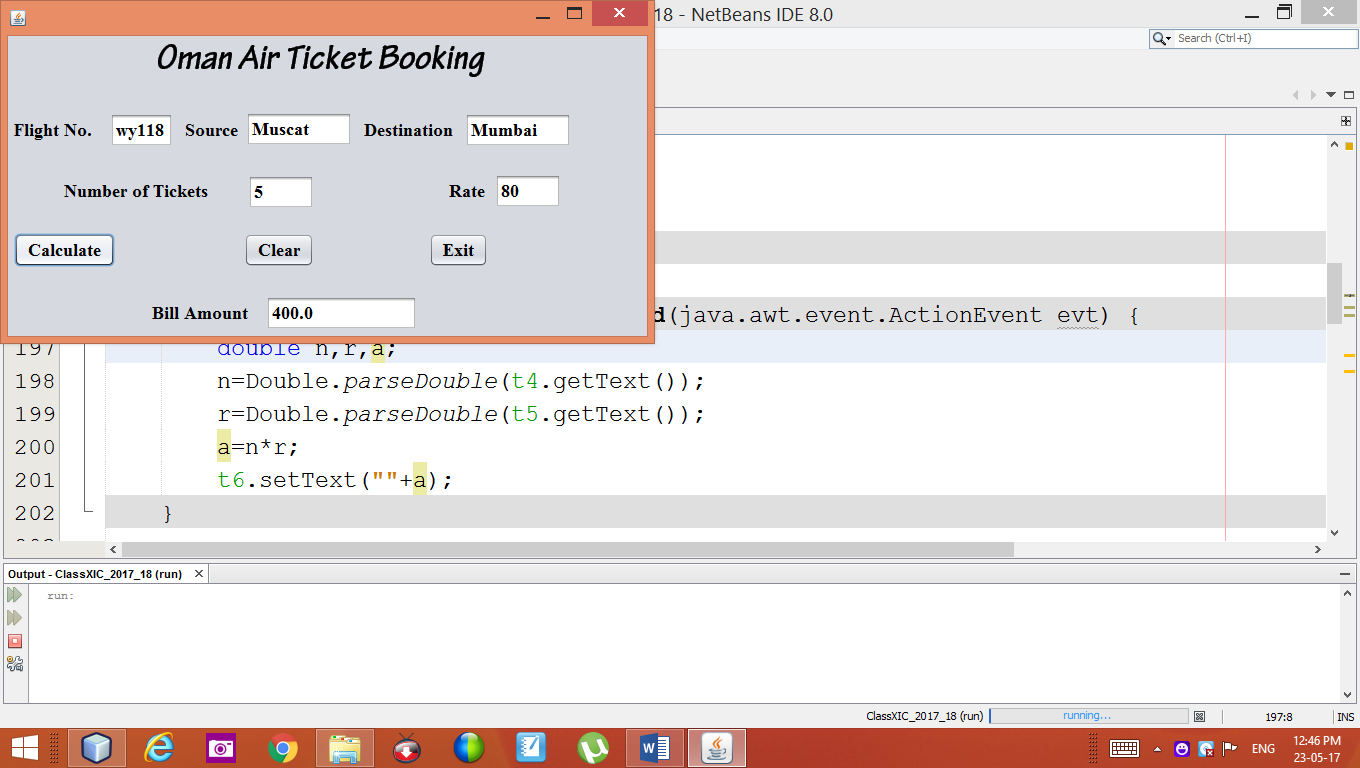 18 - NetBeans IDE 8.0
Search (Ctrl+I)
Oman Air Ticket Booking
Flight No. wy118 Source Muscat Destination Mumbai
Number of Tickets 5 Rate 80
Calculate Clear Exit
Bill Amount 400.0
d(java.awt.event.ActionEvent evt) {
197 double n,r,a;
198 n=Double.parseDouble(t4.getText());
199 r=Double.parseDouble(t5.getText());
200 a=n*r;
201 t6.setText(""+a);
202 }
Output - ClassXIC_2017_18 (run)
run:
ClassXIC_2017_18 (run) running... 197:8 INS
ENG 12:46 PM
23-05-17